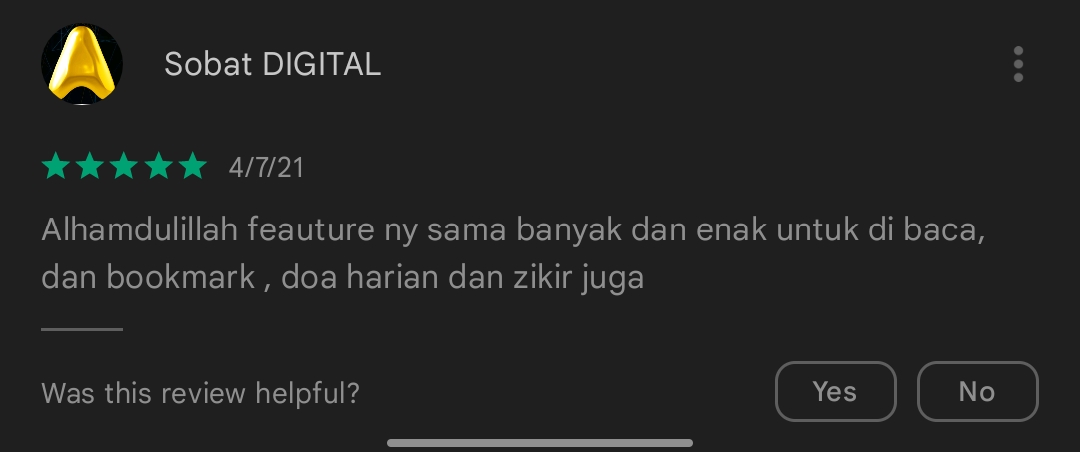 Sobat DIGITAL
4/7/21
Alhamdulillah feauture ny sama banyak dan enak untuk di baca,
dan bookmark , doa harian dan zikir juga
Was this review helpful?
Yes
No